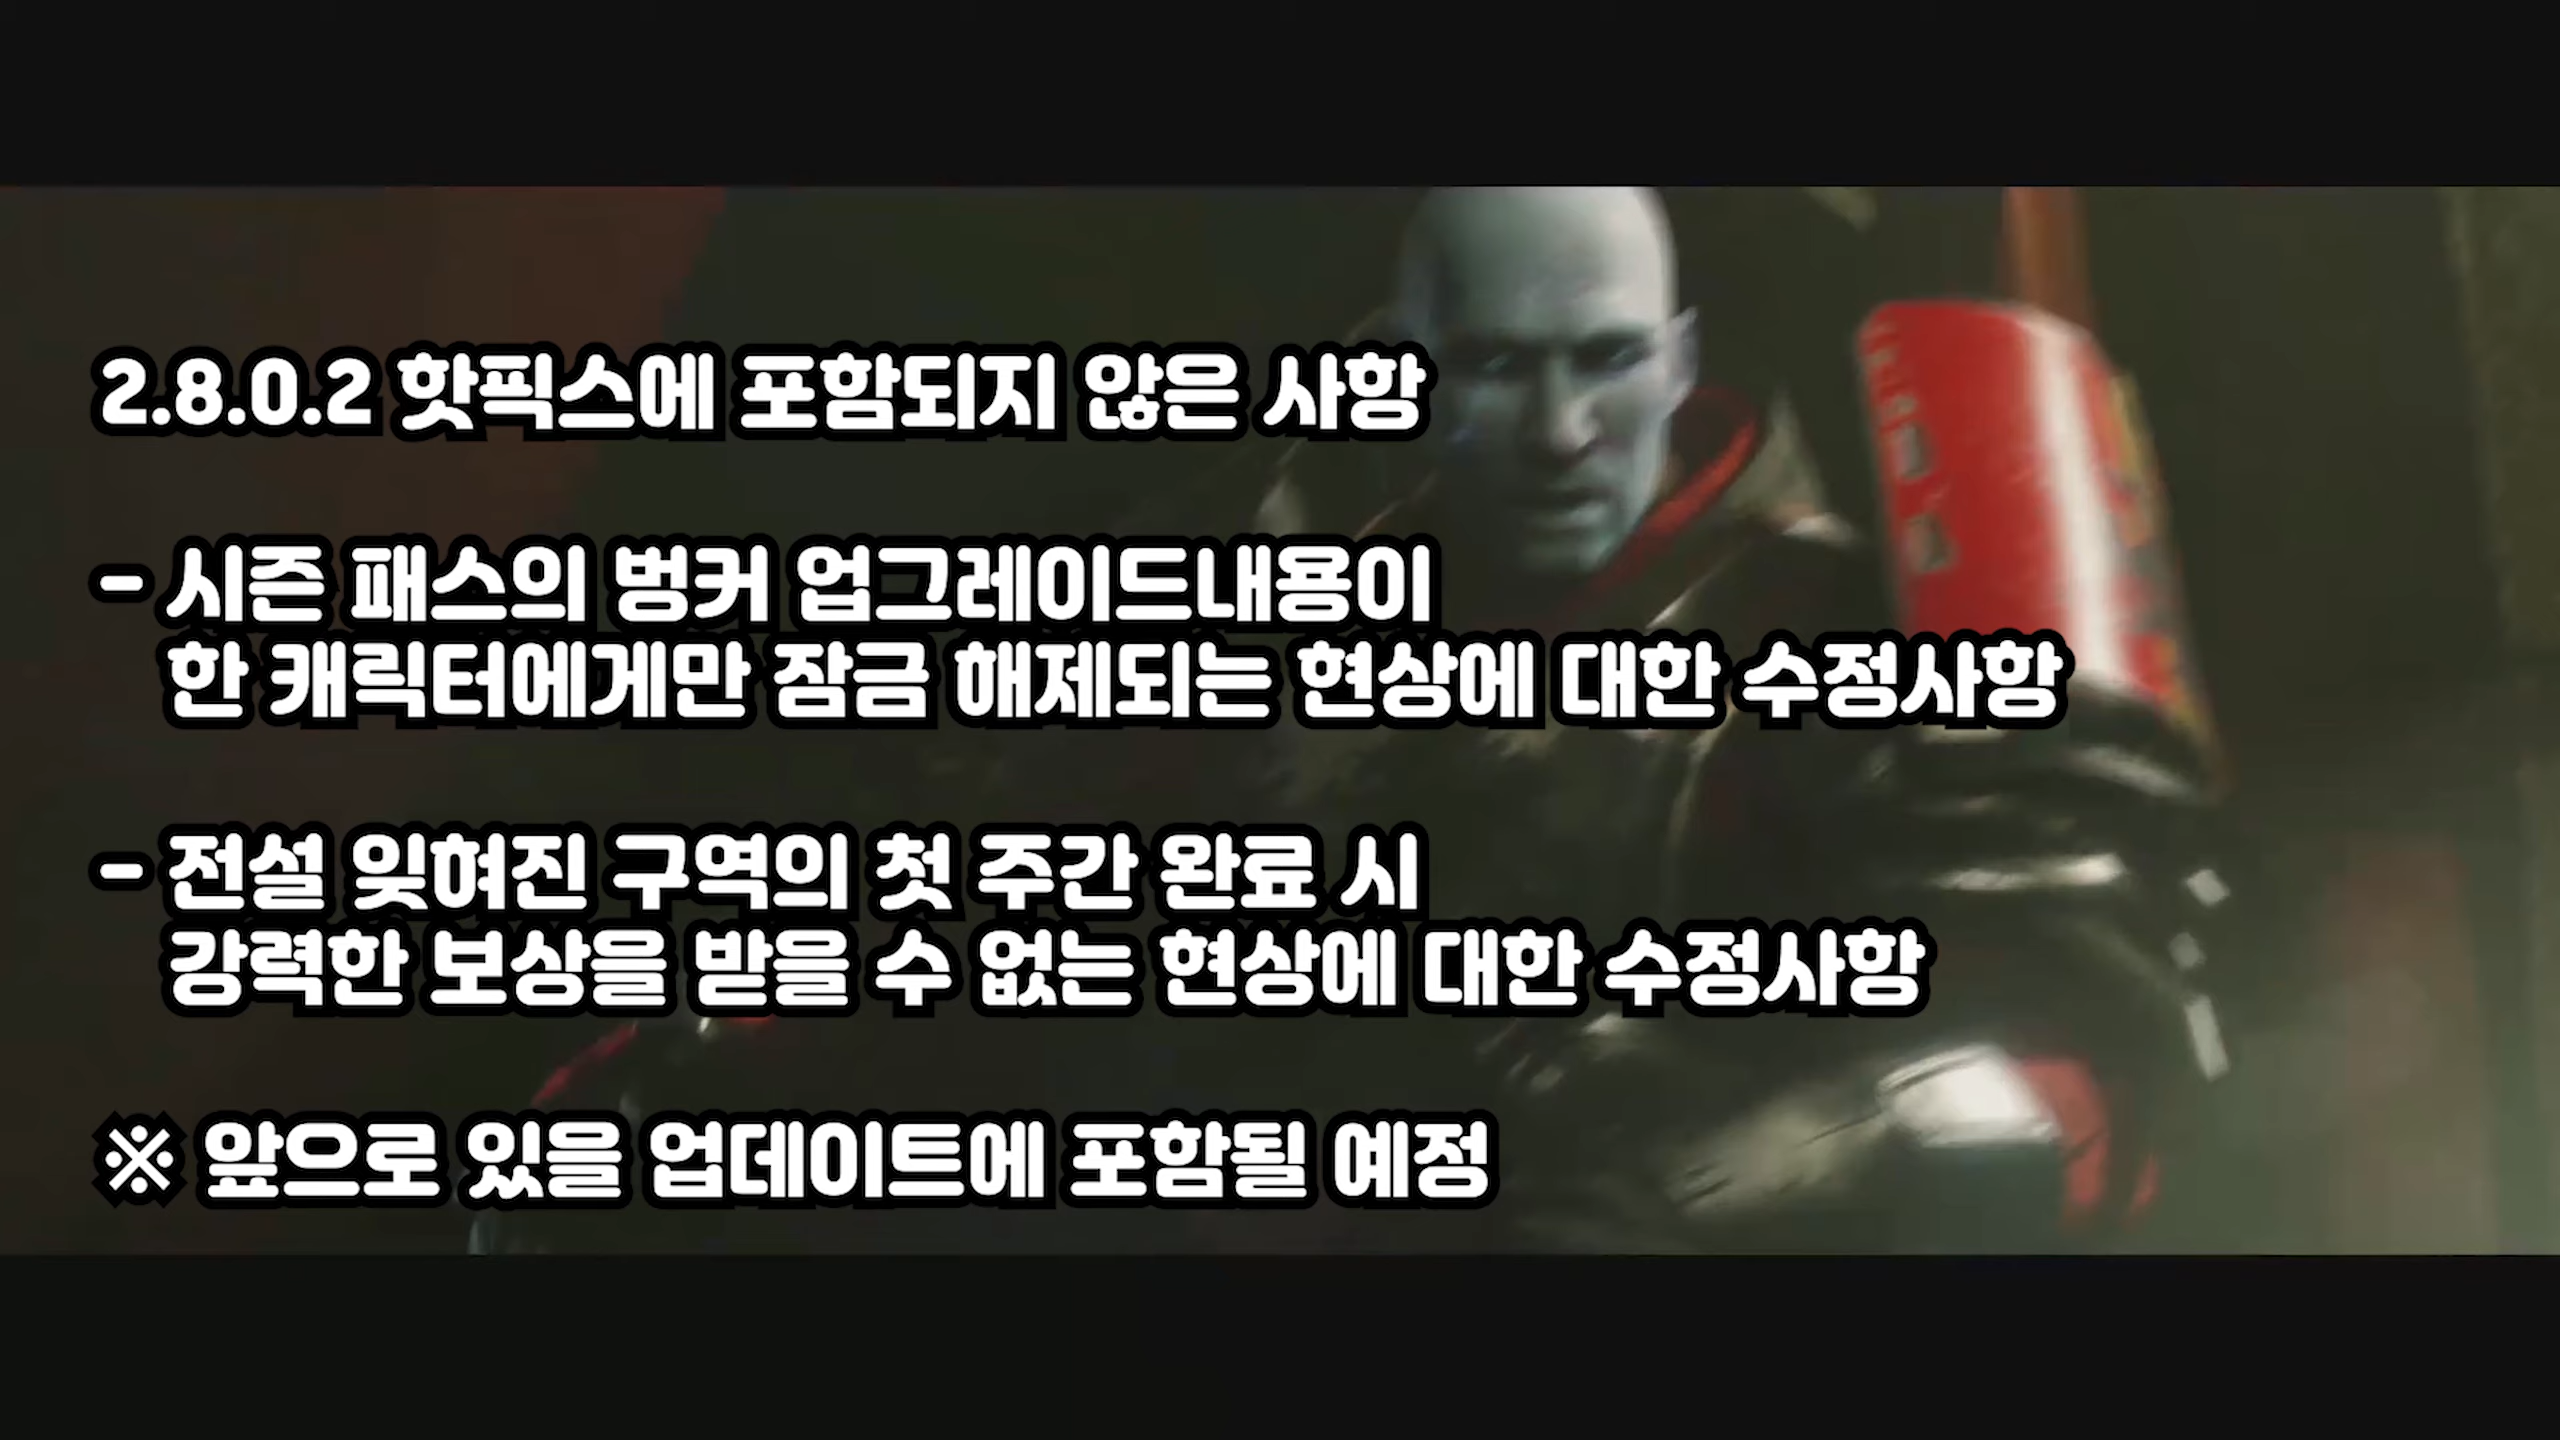 2.8.0.2 핫픽스에 포함되지 않은 사항
- 시즌 패스의 벙커 업그레이드내용이
한 캐릭터에게만 잠금 해제되는 현상에 대한 수정사항
- 전설 잊혀진 구역의 첫 주간 완료 시
강력한 보상을 받을 수 없는 현상에 대한 수정사항
※ 앞으로 있을 업데이트에 포함될 예정